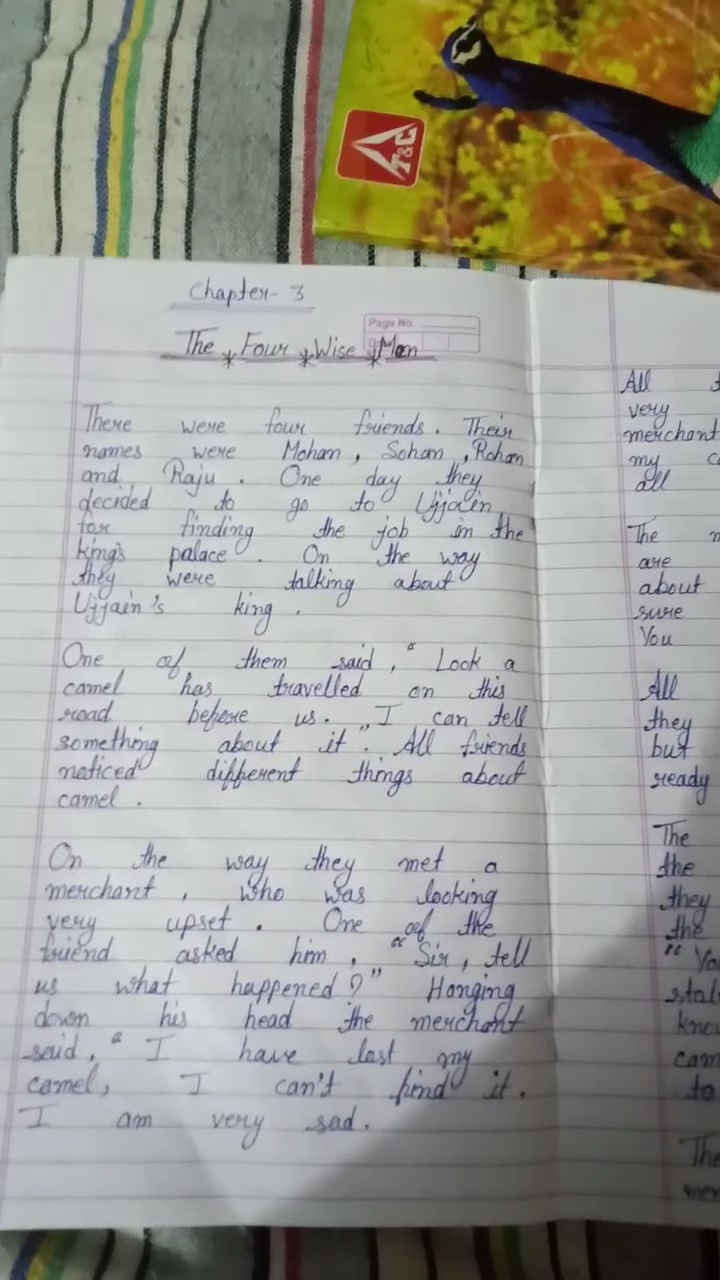 T&C
Chapter- 3
Page No.
The Four Wise Men
There were four friends. Their
names were Mohan, Sohan, Rohan
and Raju. One day they
decided to go to Ujjain
for finding the job in the
king's palace. On the way
they were talking about
Ujjain's king.
One of them said, "Look a
camel has travelled on this
road before us. "I can tell
something about it". All friends
noticed different things about
camel.
On the way they met a
merchant, who was looking
very upset. One of the
friend asked him, "Sir, tell
us what happened?" Hanging
down his head the merchant
said, "I have lost my
camel, I can't find it.
I am very sad.
All
very
merchant
my
all
The
are
about
sure
You
All
they
but
ready
The
the
they
the
to
The